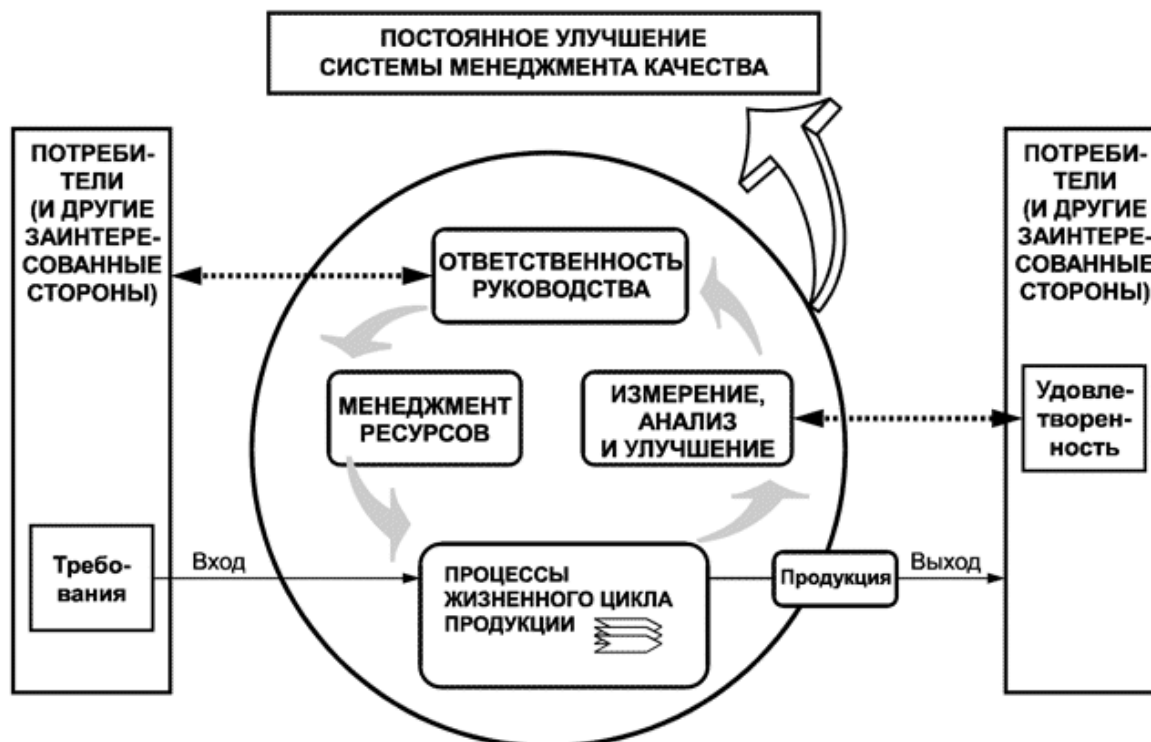 ПОСТОЯННОЕ УЛУЧШЕНИЕ
СИСТЕМЫ МЕНЕДЖМЕНТА КАЧЕСТВА
ПОТРЕБИ-
ТЕЛИ
(И ДРУГИЕ
ЗАИНТЕРЕ-
СОВАННЫЕ
СТОРОНЫ)
Требо-
вания
Вход
ОТВЕТСТВЕННОСТЬ
РУКОВОДСТВА
МЕНЕДЖМЕНТ
РЕСУРСОВ
ИЗМЕРЕНИЕ,
АНАЛИЗ
И УЛУЧШЕНИЕ
ПРОЦЕССЫ
ЖИЗНЕННОГО ЦИКЛА
ПРОДУКЦИИ
Продукция
Выход
ПОТРЕБИ-
ТЕЛИ
(И ДРУГИЕ
ЗАИНТЕРЕ-
СОВАННЫЕ
СТОРОНЫ)
Удовле-
творен-
ность